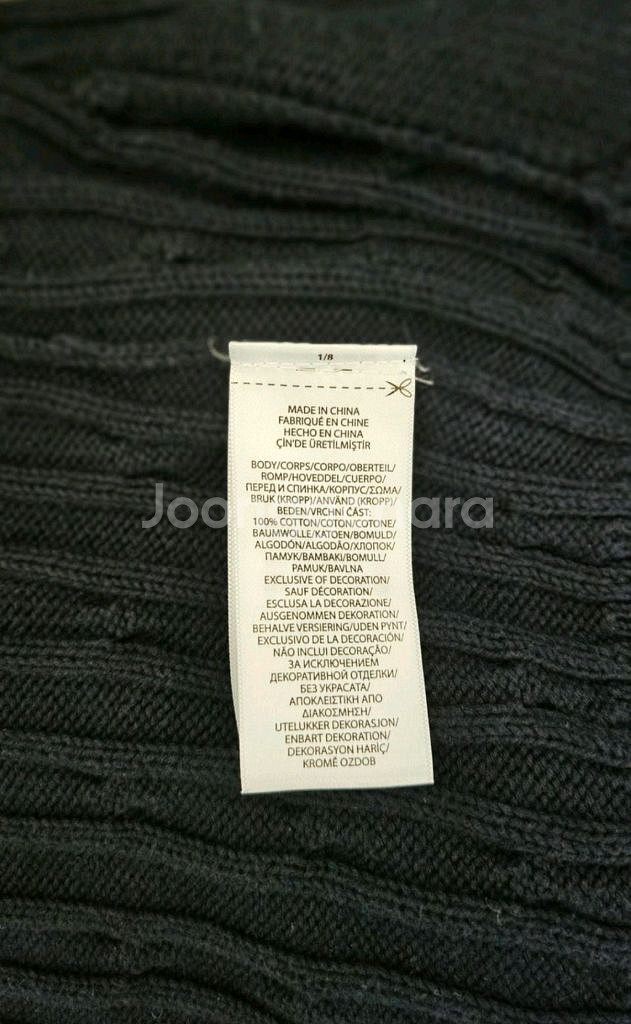 1/8
MADE IN CHINA
FABRIQUÉ EN CHINE
HECHO EN CHINA
ÇİN'DE ÜRETİLMİŞTİR
BODY/CORPS/CORPO/OBERTEIL/
ROMP/HOVEDDEL/CUERPO/
ПЕРЕД И СПИНКА/КОРПУС/ΣΩΜΑ/
BRUK (KROPP)/ANVÄND (KROPP)/
BEDEN/VRCHNÍ ČÁST:
100% COTTON/COTON/COTONE/
BAUMWOLLE/KATOEN/BOMULD/
ALGODÓN/ALGODÃO/ХЛОПОК/
ПАМУК/ΒΑΜΒΑΚΙ/BOMULL/
PAMUK/BAVLNA
EXCLUSIVE OF DECORATION/
SAUF DÉCORATION/
ESCLUSA LA DECORAZIONE/
AUSGENOMMEN DEKORATION/
BEHALVE VERSIERING/UDEN PYNT/
EXCLUSIVO DE LA DECORACIÓN/
NÃO INCLUI DECORAÇÃO/
ЗА ИСКЛЮЧЕНИЕМ
ДЕКОРАТИВНОЙ ОТДЕЛКИ/
БЕЗ УКРАСАТА/
ΑΠΟΚΛΕΙΣΤΙΚΗ ΑΠΟ
ΔΙΑΚΟΣΜΗΣΗ/
UTELUKKER DEKORASJON/
ENBART DEKORATION/
DEKORASYON HARİÇ/
KROMĚ OZDOB